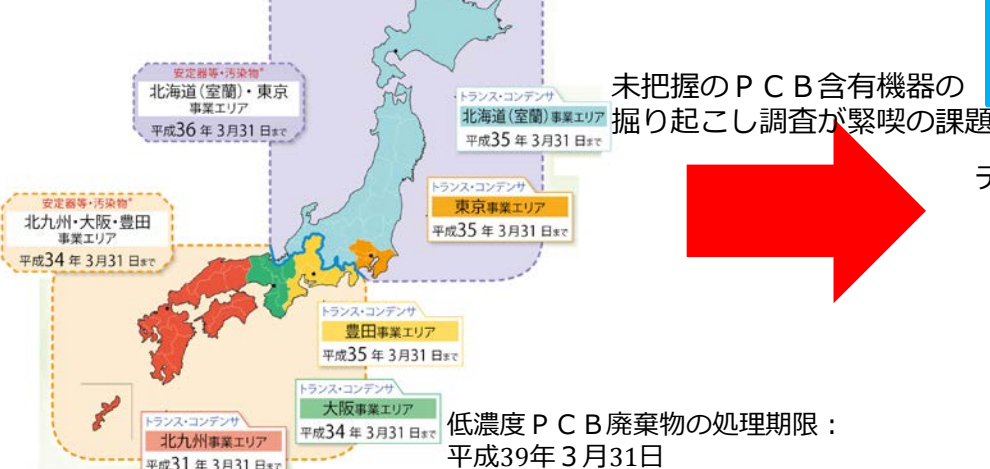 安定器等・汚染物*
北海道(室蘭)・東京
事業エリア
平成36年3月31日まで
トランス・コンデンサ
北海道(室蘭)事業エリア
平成35年3月31日まで
未把握のＰＣＢ含有機器の
掘り起こし調査が緊喫の課題
トランス・コンデンサ
東京事業エリア
平成35年3月31日まで
安定器等・汚染物*
北九州・大阪・豊田
事業エリア
平成34年3月31日まで
トランス・コンデンサ
豊田事業エリア
平成35年3月31日まで
トランス・コンデンサ
大阪事業エリア
平成34年3月31日まで
トランス・コンデンサ
北九州事業エリア
平成31年3月31日まで
低濃度ＰＣＢ廃棄物の処理期限：
平成39年３月31日